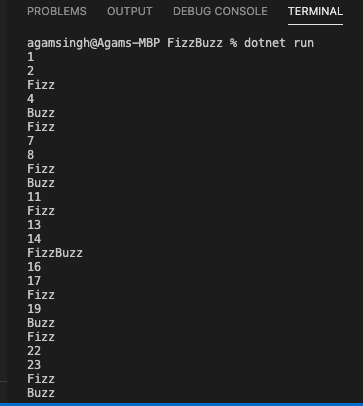 PROBLEMS OUTPUT DEBUG CONSOLE TERMINAL
agamsingh@Agams-MBP FizzBuzz % dotnet run
1
2
Fizz
4
Buzz
Fizz
7
8
Fizz
Buzz
11
Fizz
13
14
FizzBuzz
16
17
Fizz
19
Buzz
Fizz
22
23
Fizz
Buzz